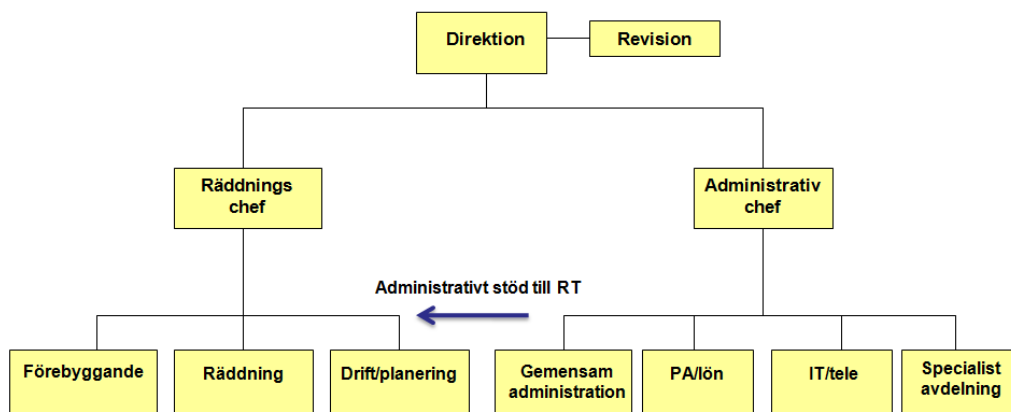 Direktion
Revision
Räddnings
chef
Administrativ
chef
Administrativt stöd till RT
Förebyggande
Räddning
Drift/planering
Gemensam
administration
PA/lön
IT/tele
Specialist
avdelning